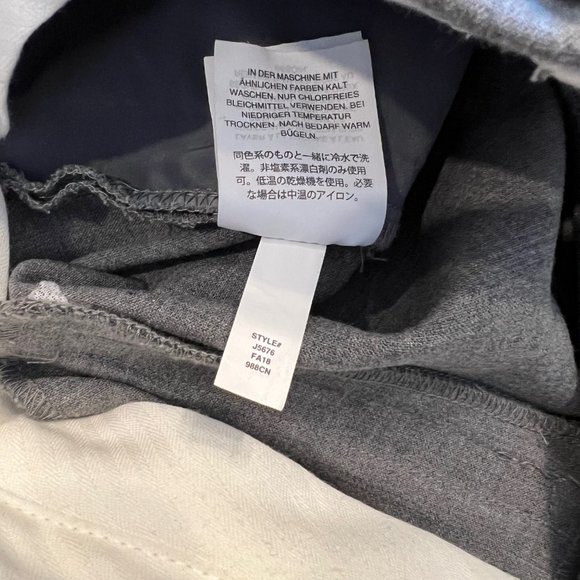 IN DER MASCHINE MIT
ÄHNLICHEN FARBEN KALT
WASCHEN. NUR CHLORFREIES
BLEICHMITTEL VERWENDEN. BEI
NIEDRIGER TEMPERATUR
TROCKNEN. NACH BEDARF WARM
BÜGELN.
同色系のものと一緒に冷水で洗
濯。非塩素系漂白剤のみ使用
可。低温の乾燥機を使用。必要
な場合は中温のアイロン。
STYLE#
J5676
FA18
988CN